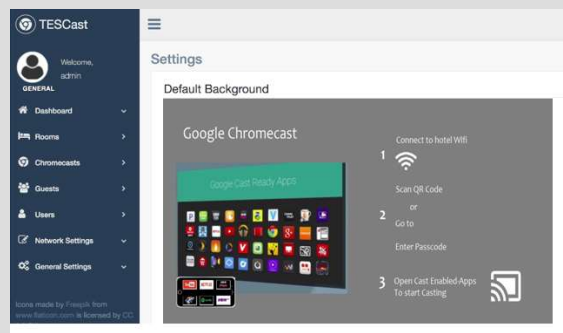 TESCast
Welcome,
admin
GENERAL
Dashboard
Rooms
Chromecasts
Guests
Users
Network Settings
General Settings
Icons made by Freepik from
www.flaticon.com is licensed by CC
Settings
Default Background
Google Chromecast
Google Cast Ready Apps
Connect to hotel Wifi
1
Scan QR Code
or
2 Go to
Enter Passcode
3 Open Cast Enabled-Apps
To start Casting